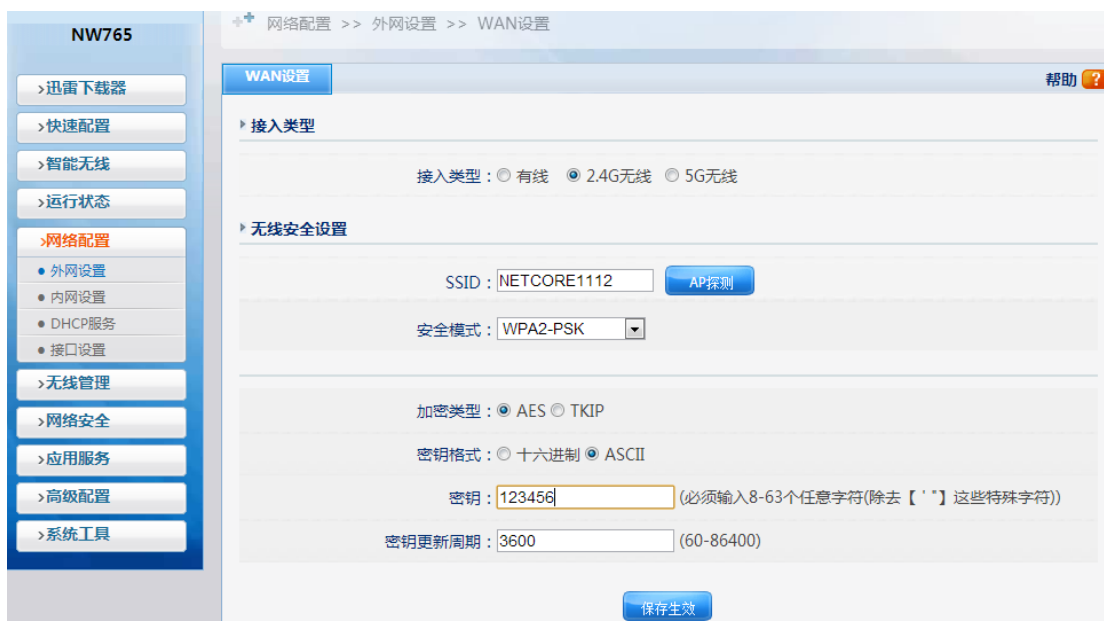 NW765
网络配置 >> 外网设置 >> WAN设置
›迅雷下载器
›快速配置
›智能无线
›运行状态
›网络配置
● 外网设置
● 内网设置
● DHCP服务
● 接口设置
›无线管理
›网络安全
›应用服务
›高级配置
›系统工具
WAN设置
帮助 ?
接入类型
接入类型： 有线 2.4G无线 5G无线
无线安全设置
SSID： NETCORE1112 AP探测
安全模式： WPA2-PSK
加密类型： AES TKIP
密钥格式： 十六进制 ASCII
密钥： 123456 (必须输入8-63个任意字符(除去【 ' "】这些特殊字符))
密钥更新周期： 3600 (60-86400)
保存生效